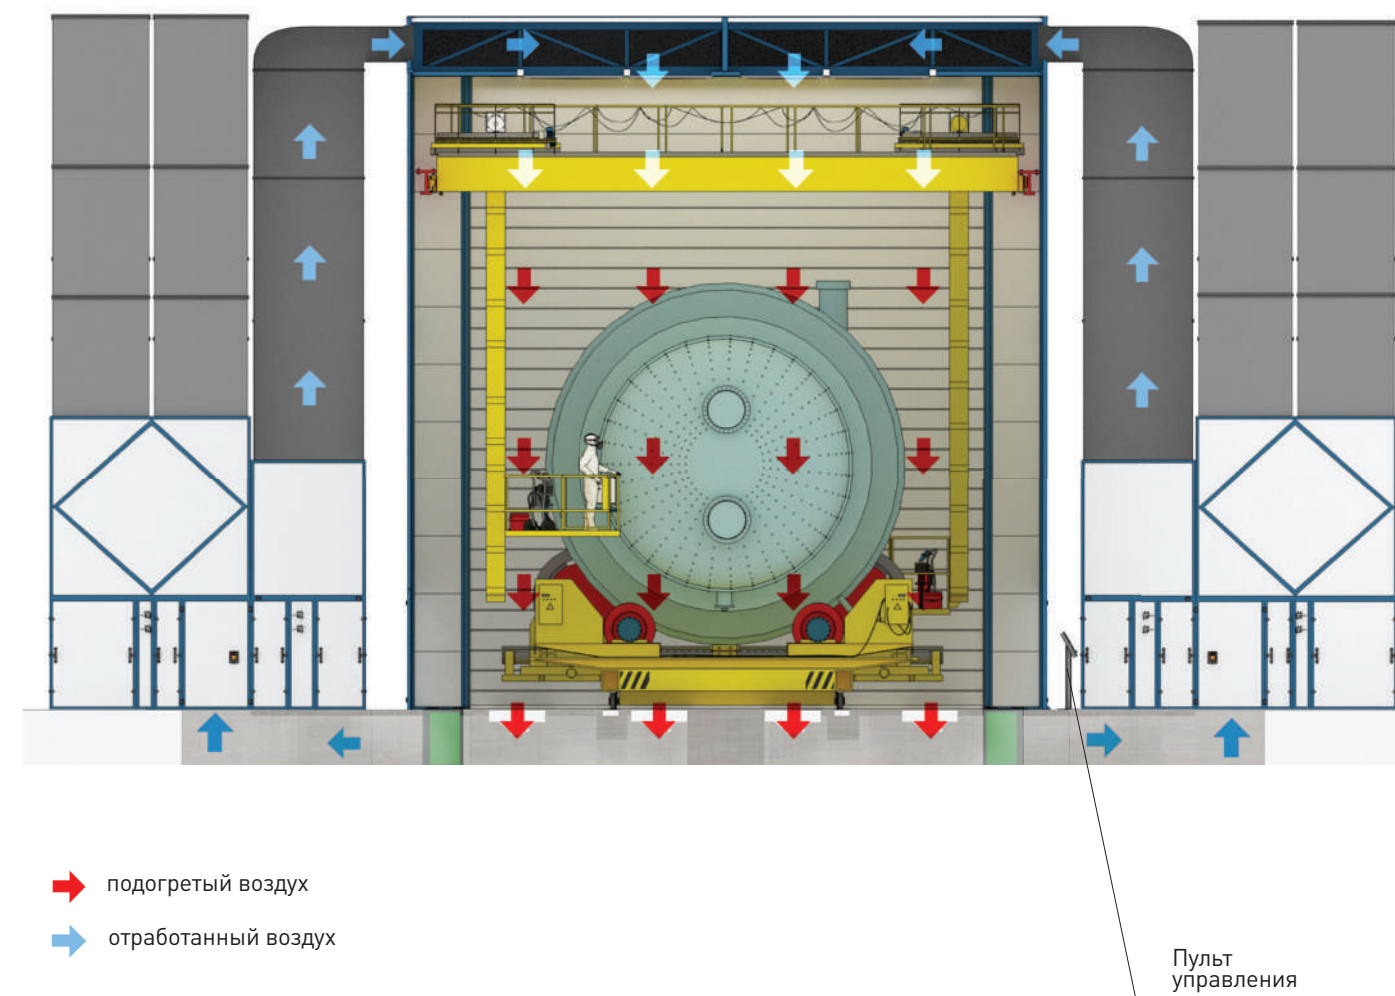 подогретый воздух
отработанный воздух
Пульт
управления